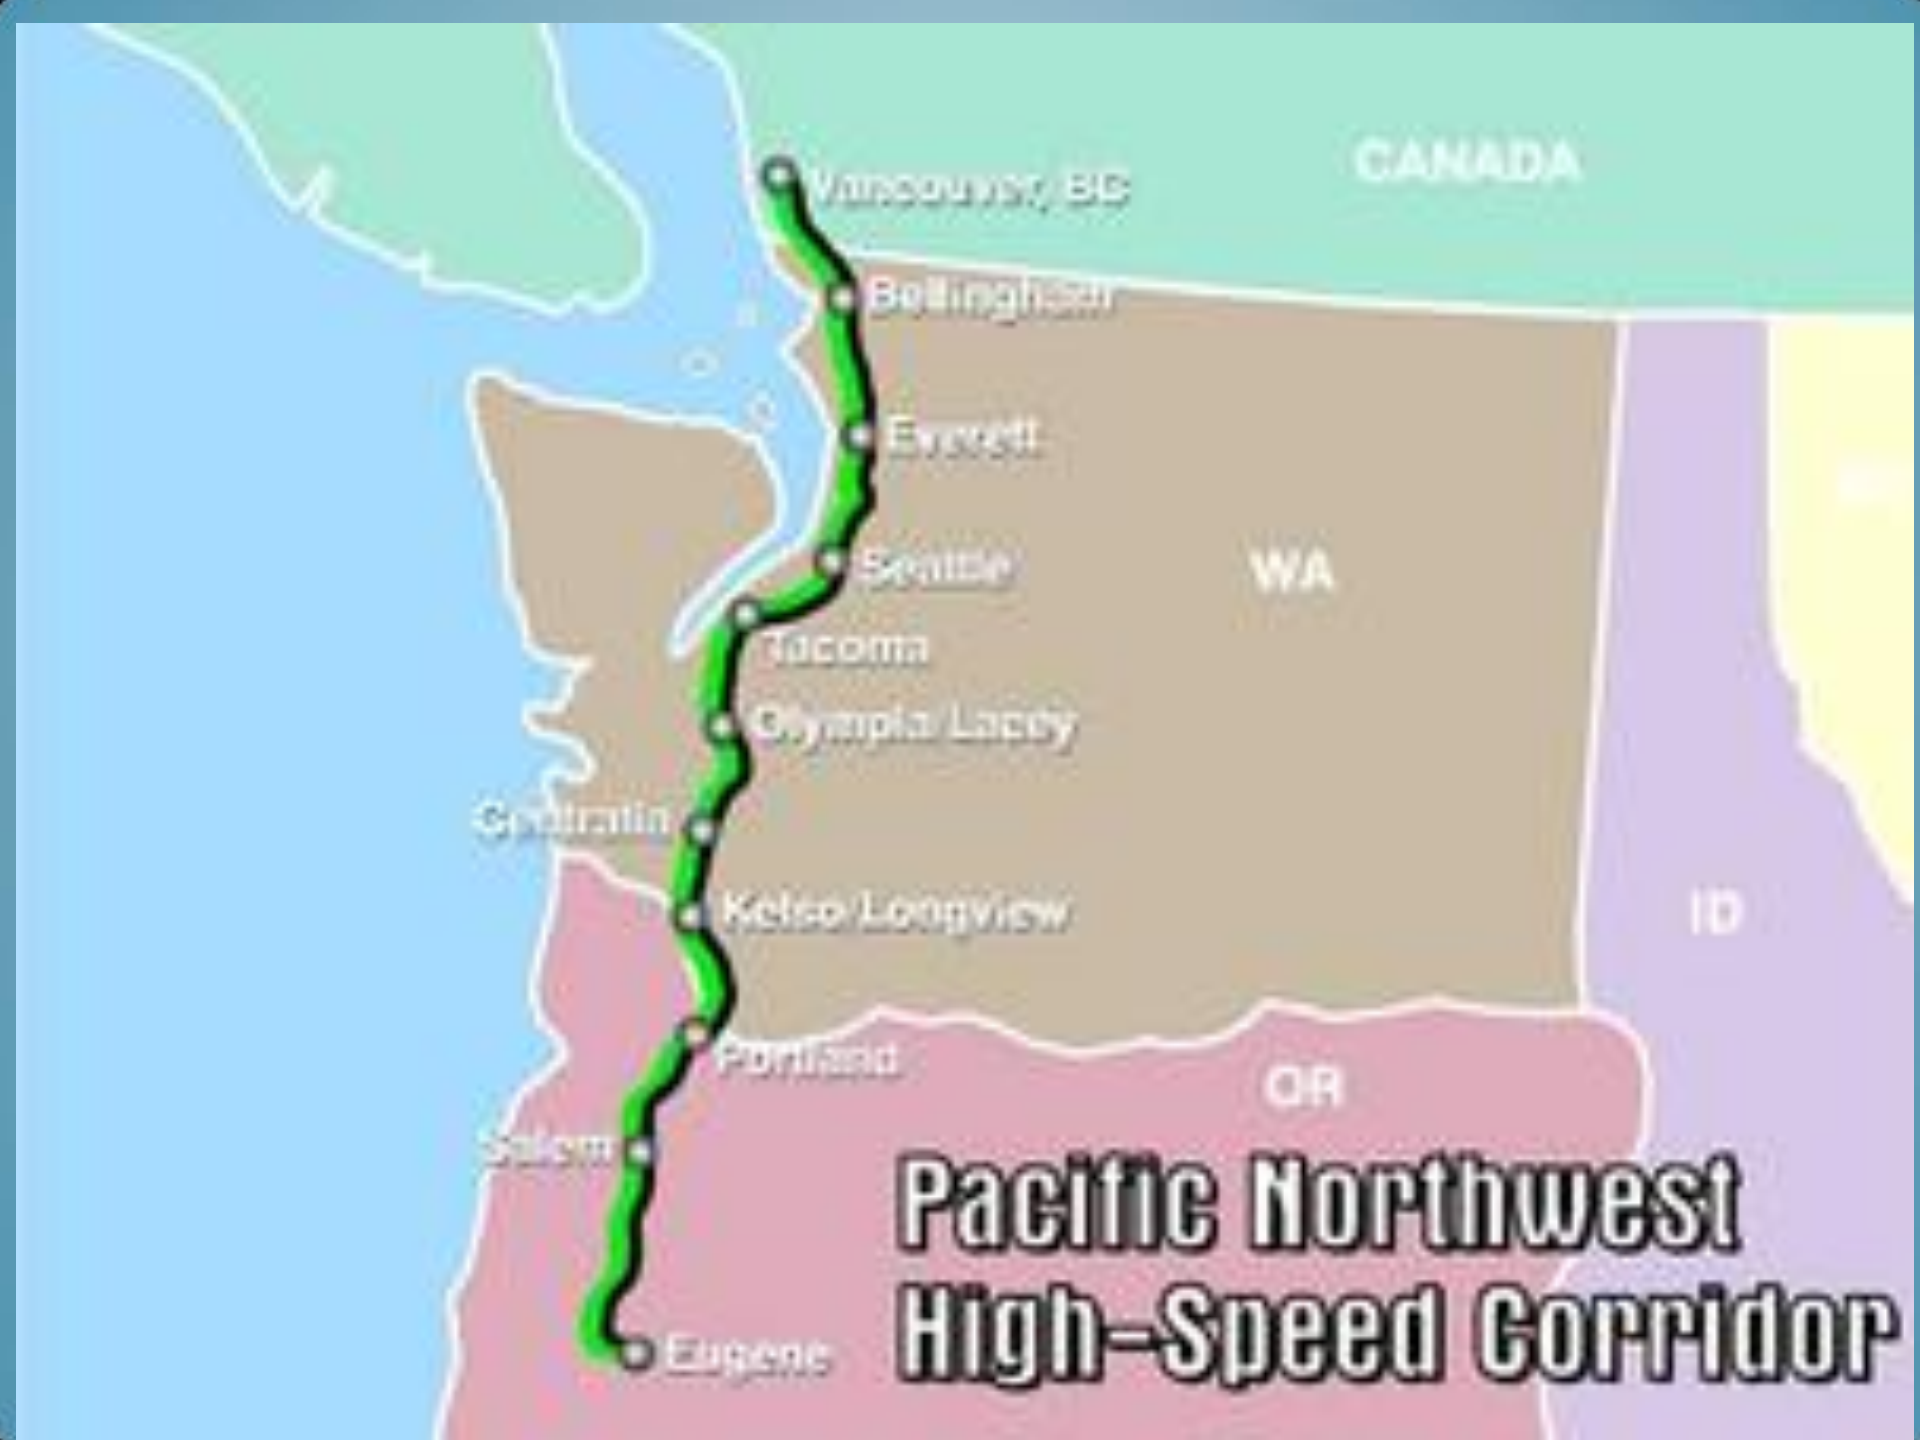 CANADA
Vancouver, BC
Bellingham
Everett
Seattle
WA
Tacoma
Olympia Lacey
Centralia
Kelso Longview
ID
Portland
OR
Salem
Pacific Northwest
High-Speed Corridor
Eugene